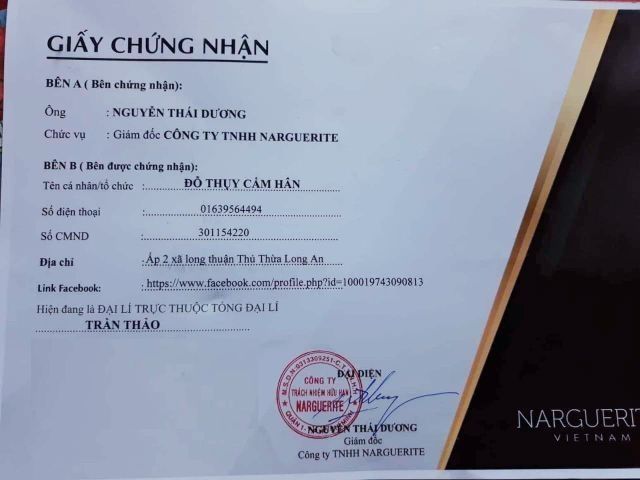 GIẤY CHỨNG NHẬN
BÊN A ( Bên chứng nhận):
Ông : NGUYỄN THÁI DƯƠNG
Chức vụ : Giám đốc CÔNG TY TNHH NARGUERITE
BÊN B ( Bên được chứng nhận):
Tên cá nhân/tổ chức : ĐỖ THỤY CẨM HÂN
Số điện thoại : 01639564494
Số CMND : 301154220
Địa chỉ : Ấp 2 xã long thuận Thủ Thừa Long An
Link Facebook: . https://www.facebook.com/profile.php?id=100019743090813
Hiện đang là ĐẠI LÍ TRỰC THUỘC TỔNG ĐẠI LÍ
TRẦN THẢO
ĐẠI DIỆN
M.S.D.N:0313309251-C.T.T.N.H.H
CÔNG TY
TRÁCH NHIỆM HỮU HẠN
NARGUERITE
QUẬN 1 -
NGUYỄN THÁI DƯƠNG
Giám đốc
Công ty TNHH NARGUERITE
NARGUERITE
VIETNAM